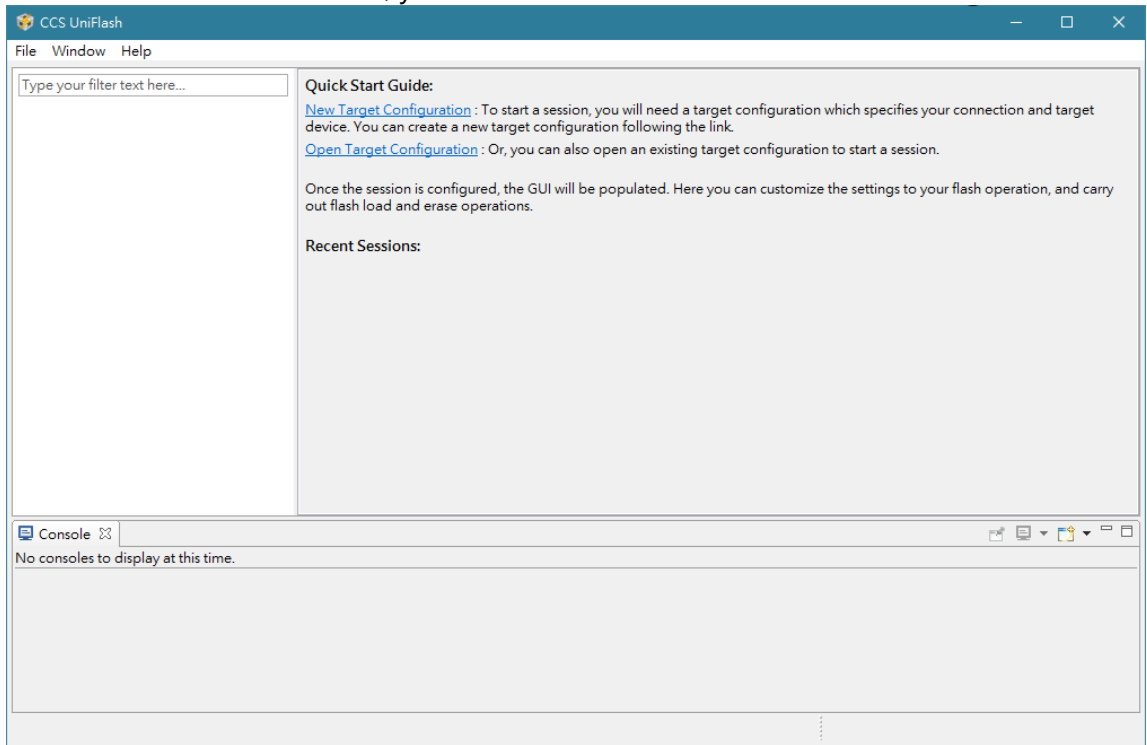 CCS UniFlash
File Window Help
Type your filter text here...
Quick Start Guide:
New Target Configuration : To start a session, you will need a target configuration which specifies your connection and target
device. You can create a new target configuration following the link.
Open Target Configuration : Or, you can also open an existing target configuration to start a session.
Once the session is configured, the GUI will be populated. Here you can customize the settings to your flash operation, and carry
out flash load and erase operations.
Recent Sessions:
Console
No consoles to display at this time.